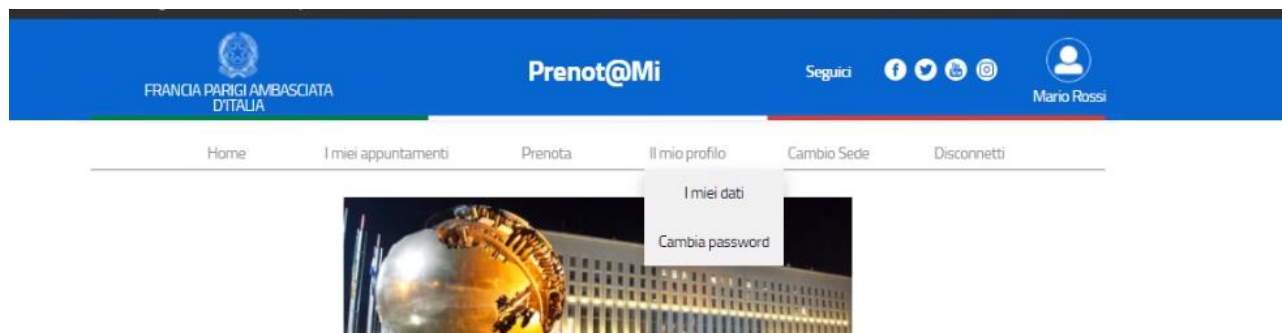 FRANCIA PARIGI AMBASCIATA
D'ITALIA
Prenot@Mi
Seguici
Mario Rossi
Home I miei appuntamenti Prenota Il mio profilo Cambio Sede Disconnetti
I miei dati
Cambia password